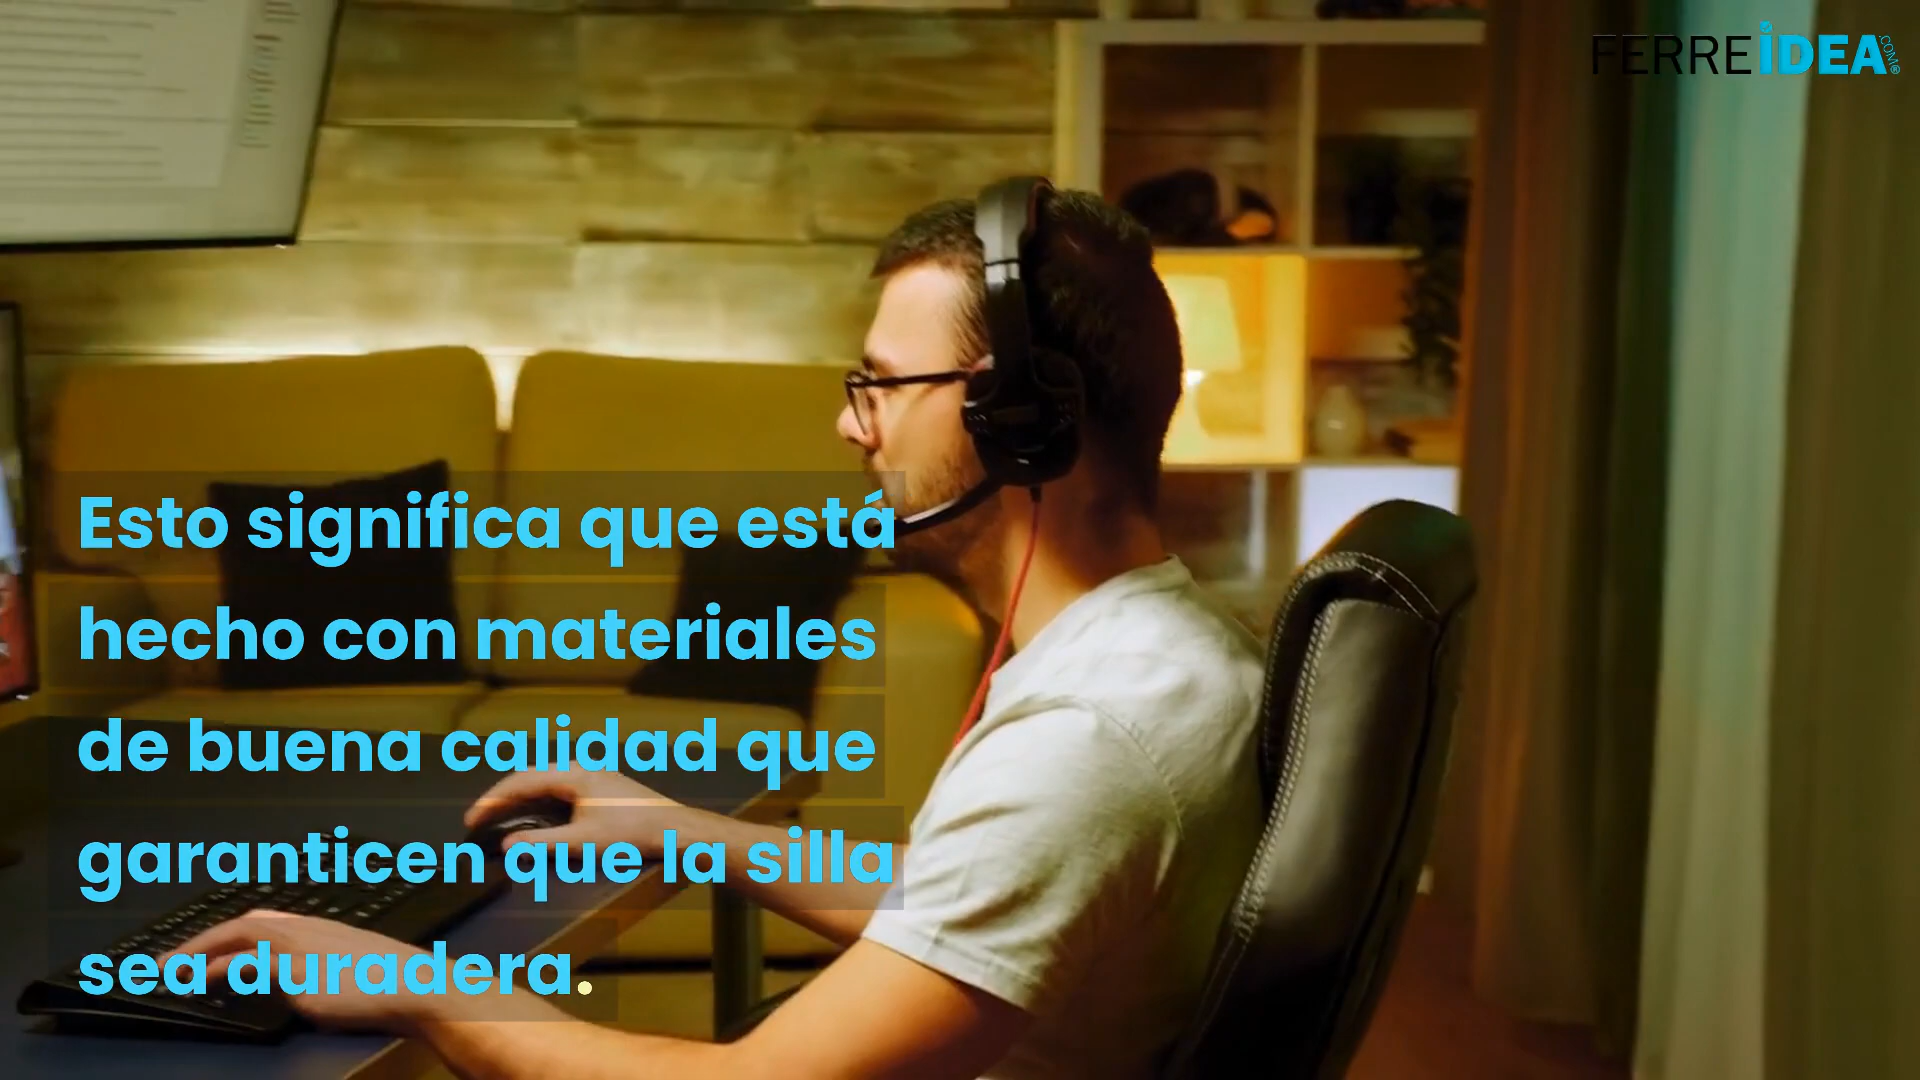 FERREiDEA.COM®
Esto significa que está
hecho con materiales
de buena calidad que
garanticen que la silla
sea duradera.